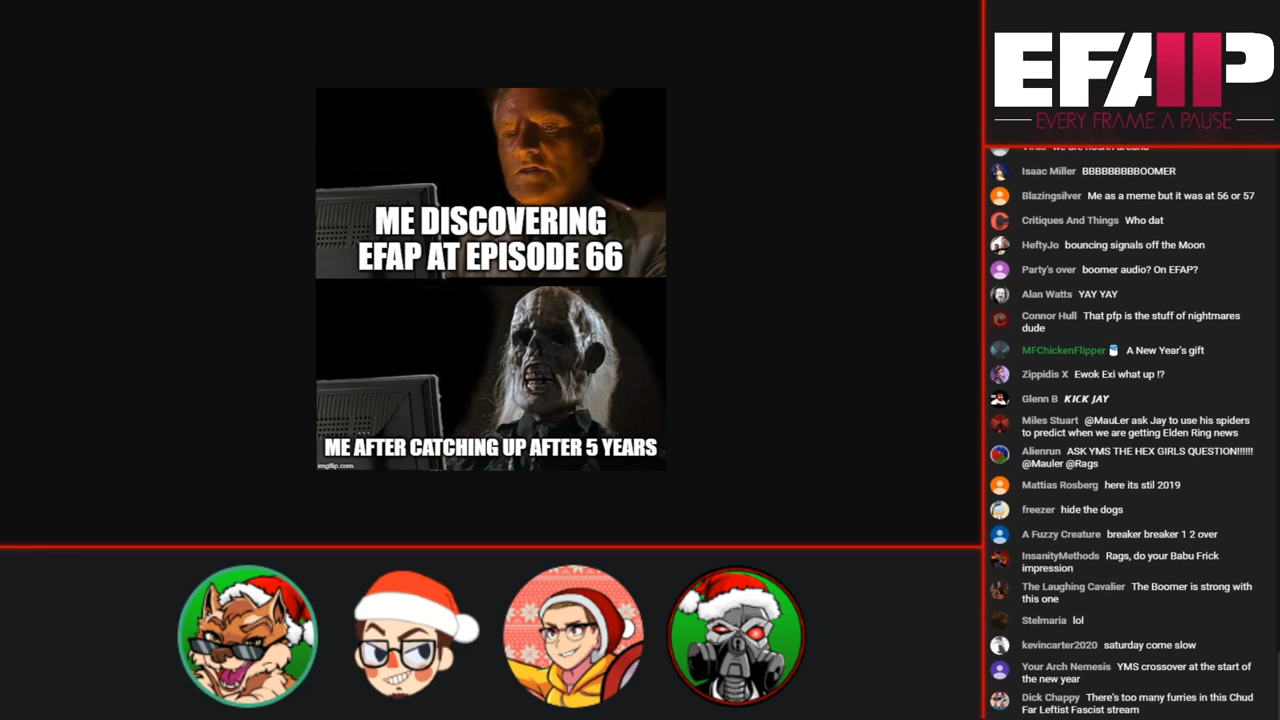 ME DISCOVERING
EFAP AT EPISODE 66
ME AFTER CATCHING UP AFTER 5 YEARS
imgflip.com
EFAP
EVERY FRAME A PAUSE
Isaac Miller BBBBBBBBBOOMER
Blazingsilver Me as a meme but it was at 56 or 57
Critiques And Things Who dat
HeftyJo bouncing signals off the Moon
Party's over boomer audio? On EFAP?
Alan Watts YAY YAY
Connor Hull That pfp is the stuff of nightmares
dude
MFChickenFlipper A New Year's gift
Zippidis X Ewok Exi what up !?
Glenn B KICK JAY
Miles Stuart @MauLer ask Jay to use his spiders
to predict when we are getting Elden Ring news
Alienrun ASK YMS THE HEX GIRLS QUESTION!!!!!!
@Mauler @Rags
Mattias Rosberg here its stil 2019
freezer hide the dogs
A Fuzzy Creature breaker breaker 1 2 over
InsanityMethods Rags, do your Babu Frick
impression
The Laughing Cavalier The Boomer is strong with
this one
Stelmaria lol
kevincarter2020 saturday come slow
Your Arch Nemesis YMS crossover at the start of
the new year
Dick Chappy There's too many furries in this Chud
Far Leftist Fascist stream